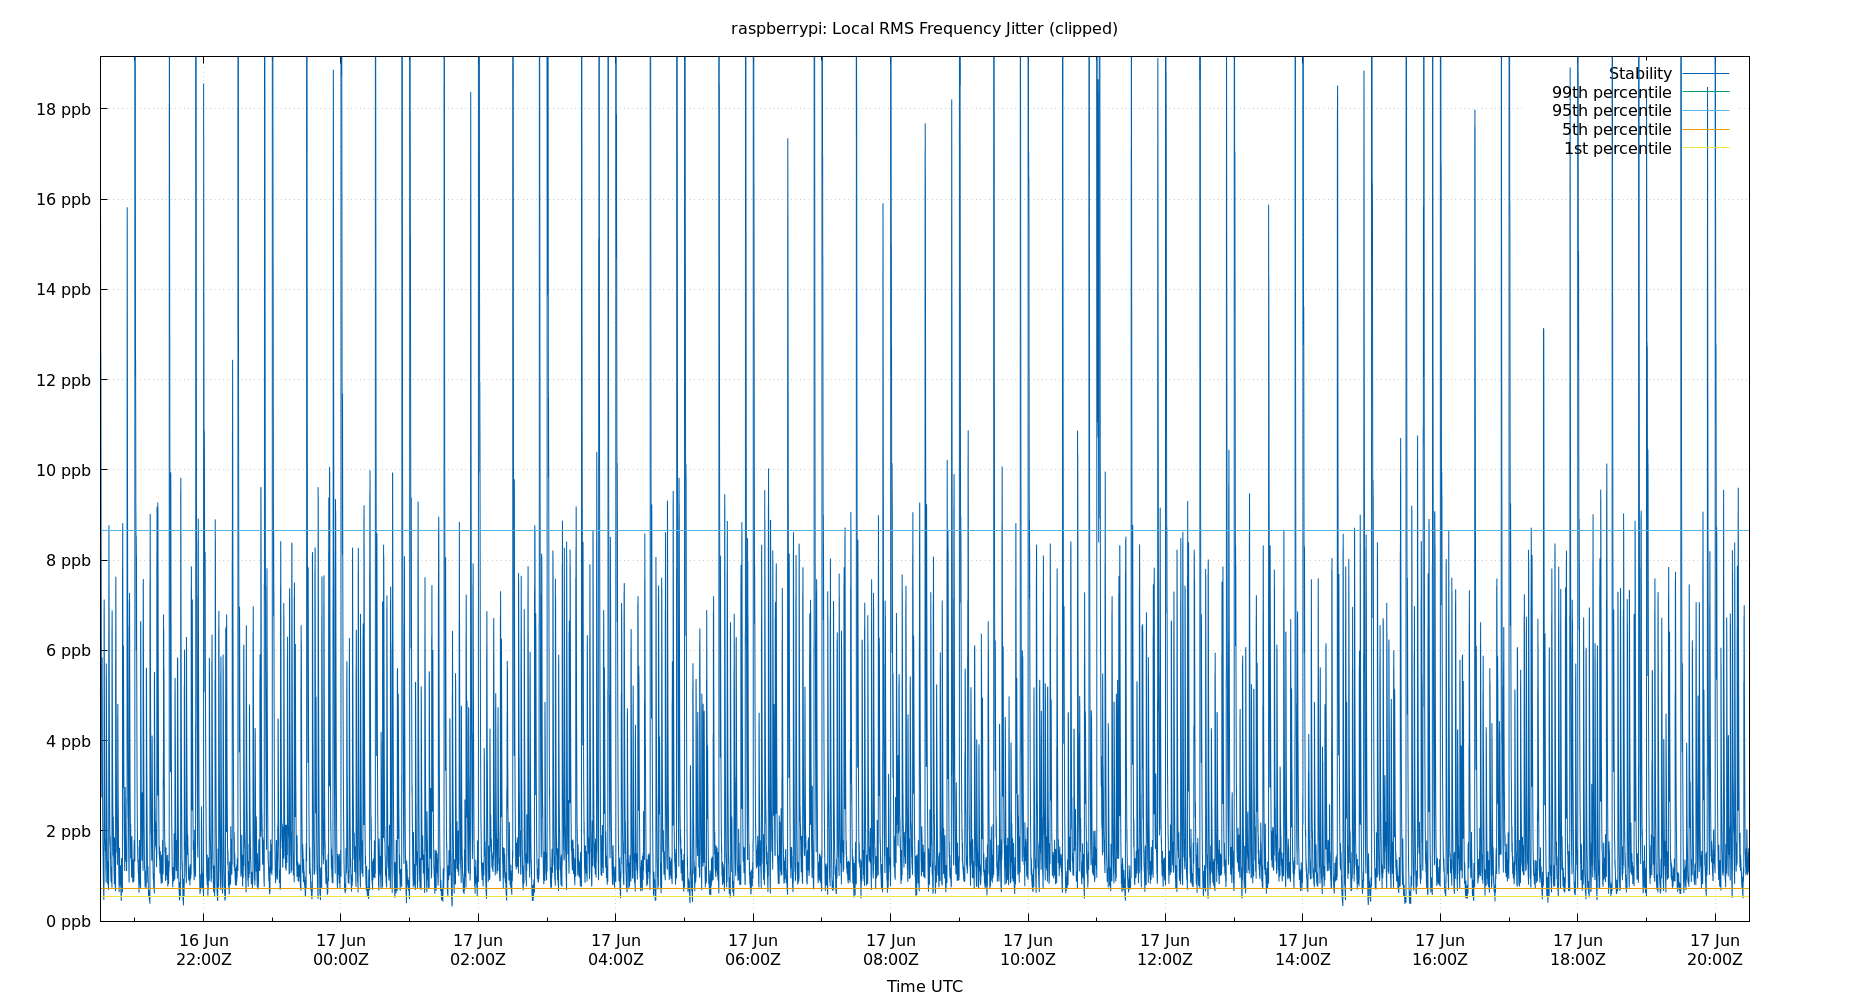 raspberrypi: Local RMS Frequency Jitter (clipped)
Stability
99th percentile
95th percentile
5th percentile
1st percentile
18 ppb
16 ppb
14 ppb
12 ppb
10 ppb
8 ppb
6 ppb
4 ppb
2 ppb
0 ppb
16 Jun 17 Jun 17 Jun 17 Jun 17 Jun 17 Jun 17 Jun 17 Jun 17 Jun 17 Jun 17 Jun 17 Jun
22:00Z 00:00Z 02:00Z 04:00Z 06:00Z 08:00Z 10:00Z 12:00Z 14:00Z 16:00Z 18:00Z 20:00Z
Time UTC